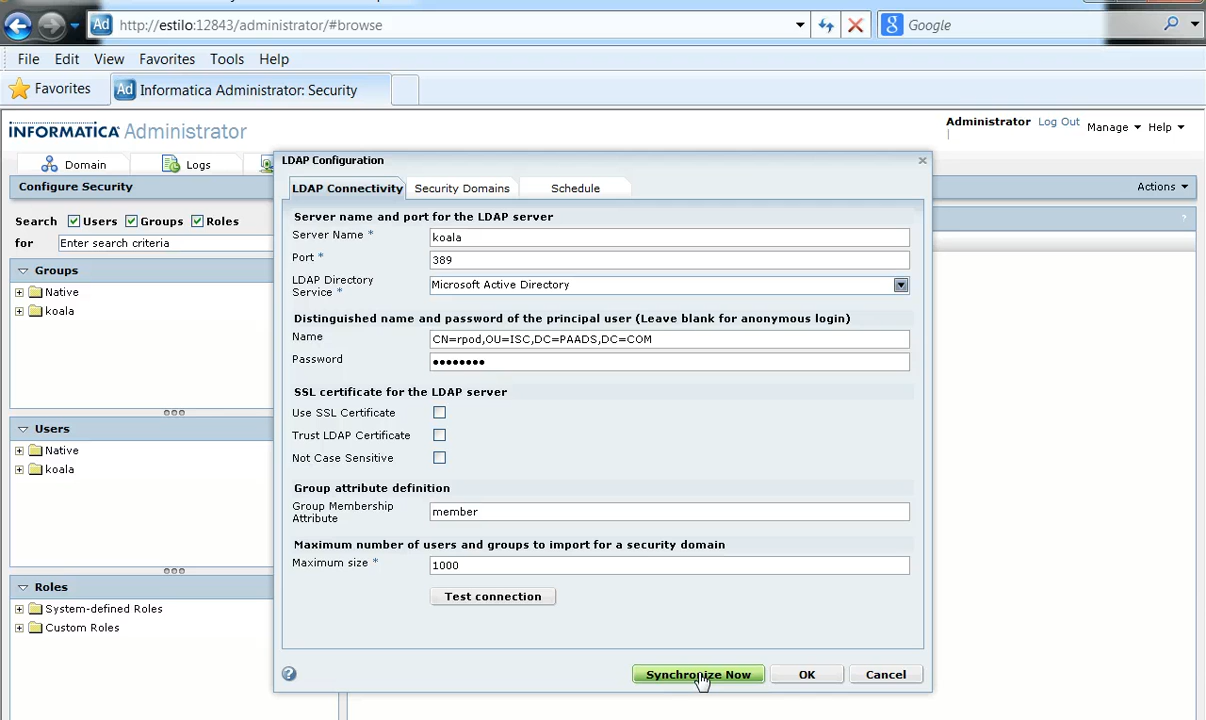 Ad http://estilo:12843/administrator/#browse
g Google
File Edit View Favorites Tools Help
Favorites
Ad Informatica Administrator: Security
INFORMATICA Administrator
Administrator Log Out Manage Help
Domain Logs
Configure Security
Actions
Search Users Groups Roles
for Enter search criteria
Groups
Native
koala
Users
Native
koala
Roles
System-defined Roles
Custom Roles
LDAP Configuration
LDAP Connectivity Security Domains Schedule
Server name and port for the LDAP server
Server Name * koala
Port * 389
LDAP Directory
Service * Microsoft Active Directory
Distinguished name and password of the principal user (Leave blank for anonymous login)
Name CN=rpod,OU=ISC,DC=PAADS,DC=COM
Password ●●●●●●●●
SSL certificate for the LDAP server
Use SSL Certificate
Trust LDAP Certificate
Not Case Sensitive
Group attribute definition
Group Membership
Attribute member
Maximum number of users and groups to import for a security domain
Maximum size * 1000
Test connection
? Synchronize Now OK Cancel